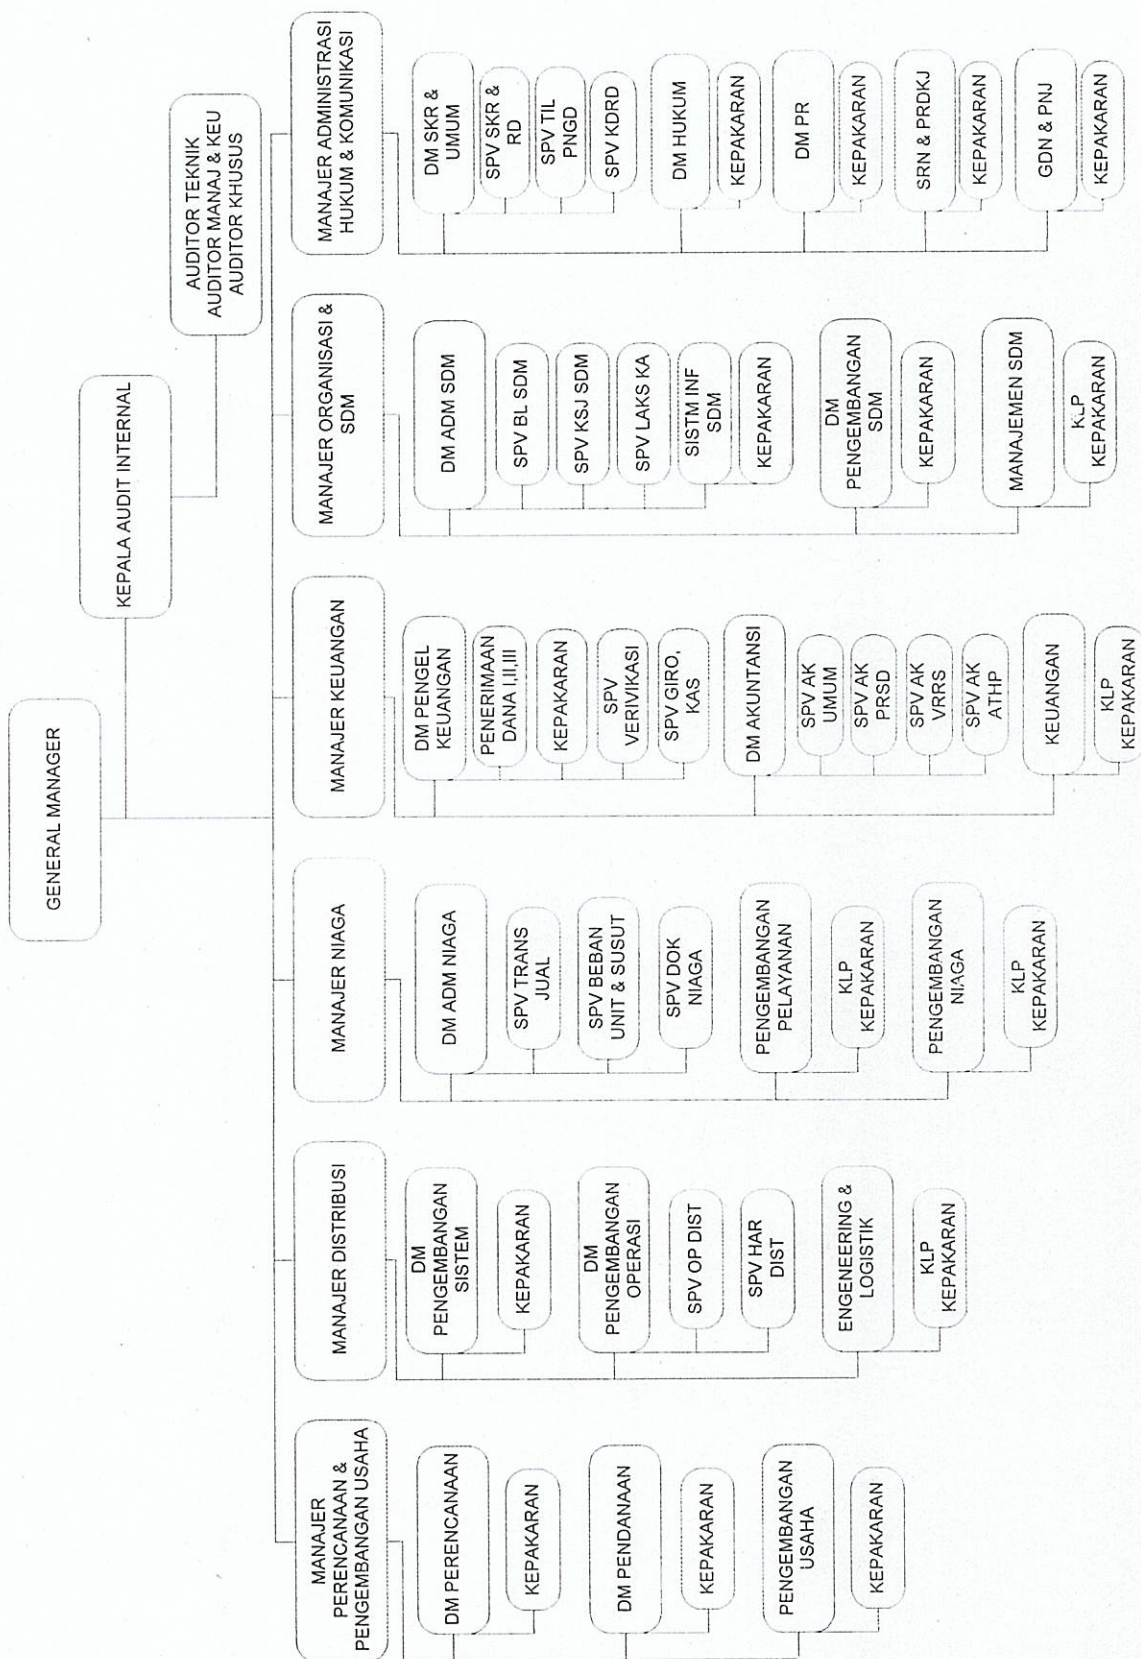 GENERAL MANAGER
KEPALA AUDIT INTERNAL
AUDITOR TEKNIK
AUDITOR MANAJ & KEU
AUDITOR KHUSUS
MANAJER
PERENCANAAN &
PENGEMBANGAN USAHA
DM PERENCANAAN
KEPAKARAN
DM PENDANAAN
KEPAKARAN
PENGEMBANGAN
USAHA
KEPAKARAN
MANAJER DISTRIBUSI
DM
PENGEMBANGAN
SISTEM
KEPAKARAN
DM
PENGEMBANGAN
OPERASI
SPV OP DIST
SPV HAR
DIST
ENGENEERING &
LOGISTIK
KLP
KEPAKARAN
MANAJER NIAGA
DM ADM NIAGA
SPV TRANS
JUAL
SPV BEBAN
UNIT & SUSUT
SPV DOK
NIAGA
PENGEMBANGAN
PELAYANAN
KLP
KEPAKARAN
PENGEMBANGAN
NIAGA
KLP
KEPAKARAN
MANAJER KEUANGAN
DM PENGEL
KEUANGAN
PENERIMAAN
DANA I,II,III
KEPAKARAN
SPV
VERIVIKASI
SPV GIRO,
KAS
DM AKUNTANSI
SPV AK
UMUM
SPV AK
PRSD
SPV AK
VRRS
SPV AK
ATHP
KEUANGAN
KLP
KEPAKARAN
MANAJER ORGANISASI &
SDM
DM ADM SDM
SPV BL SDM
SPV KSJ SDM
SPV LAKS KA
SISTM INF
SDM
KEPAKARAN
DM
PENGEMBANGAN
SDM
KEPAKARAN
MANAJEMEN SDM
KLP
KEPAKARAN
MANAJER ADMINISTRASI
HUKUM & KOMUNIKASI
DM SKR &
UMUM
SPV SKR &
RD
SPV TIL
PNGD
SPV KDRD
DM HUKUM
KEPAKARAN
DM PR
KEPAKARAN
SRN & PRDKJ
KEPAKARAN
GDN & PNJ
KEPAKARAN